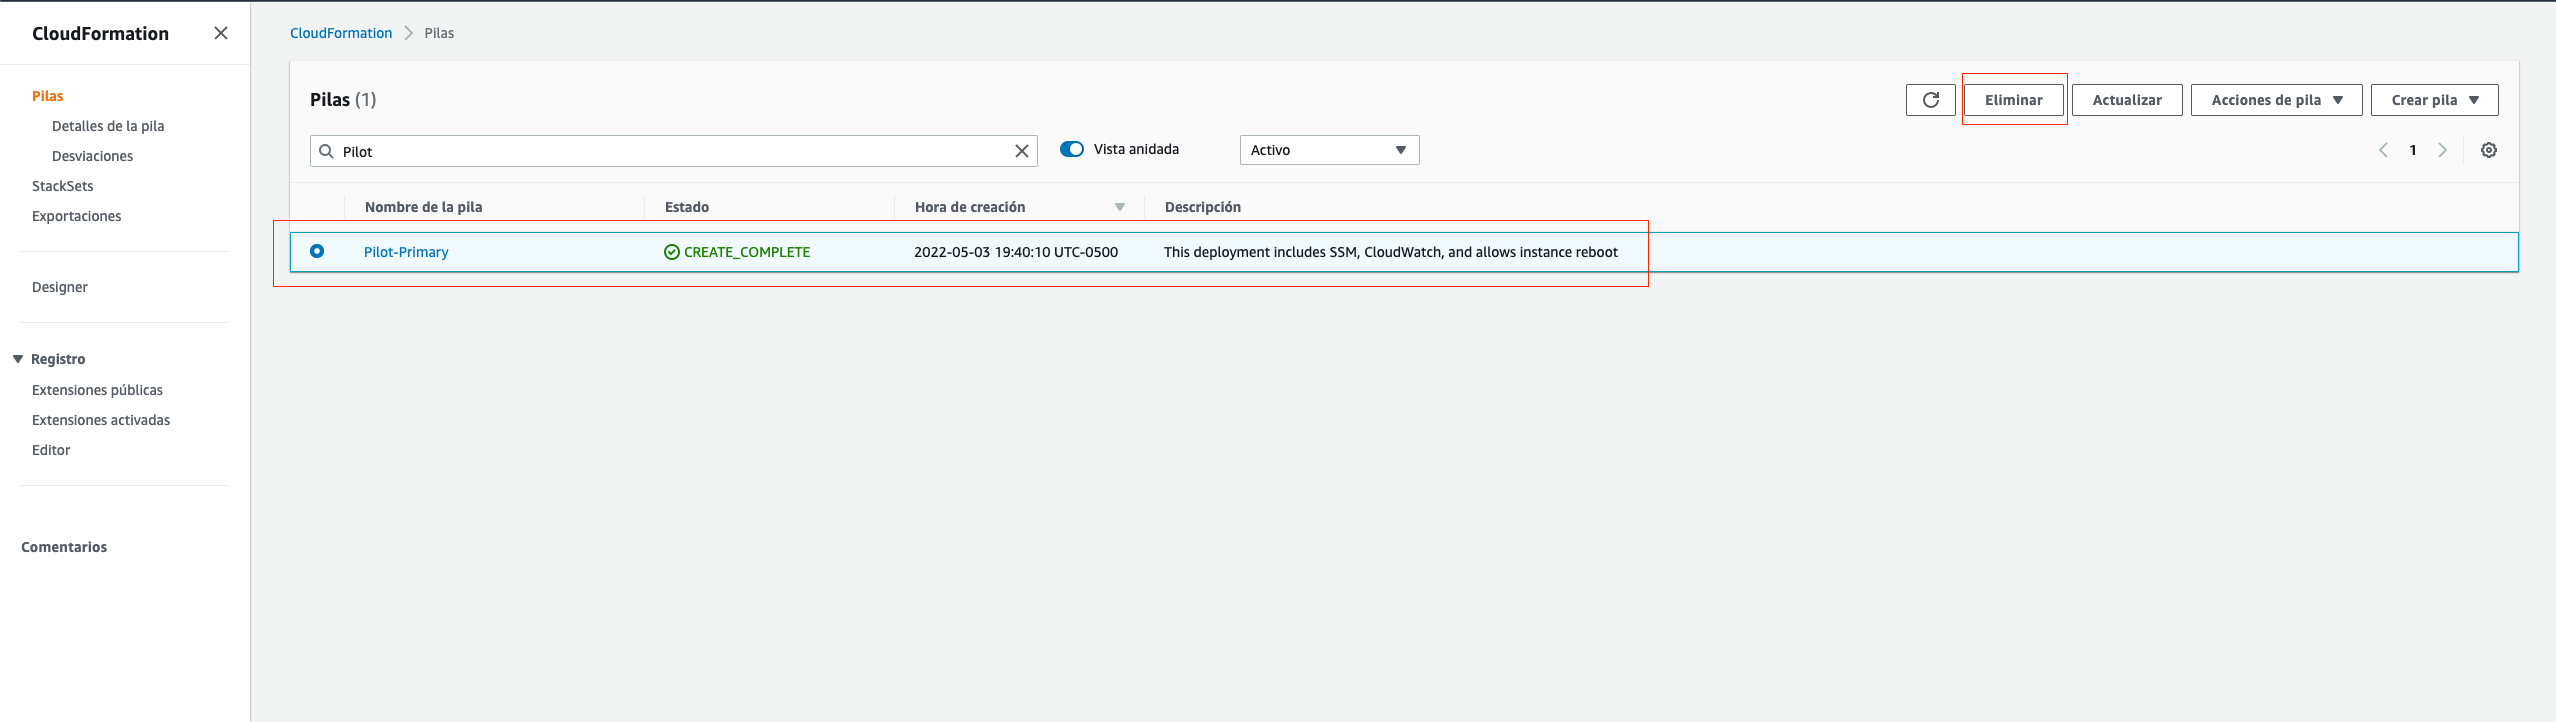 CloudFormation
Pilas
Detalles de la pila
Desviaciones
StackSets
Exportaciones
Designer
Registro
Extensiones públicas
Extensiones activadas
Editor
Comentarios
CloudFormation Pilas
Pilas (1)
Eliminar Actualizar Acciones de pila Crear pila
Pilot Vista anidada Activo 1
Nombre de la pila Estado Hora de creación Descripción
Pilot-Primary CREATE_COMPLETE 2022-05-03 19:40:10 UTC-0500 This deployment includes SSM, CloudWatch, and allows instance reboot